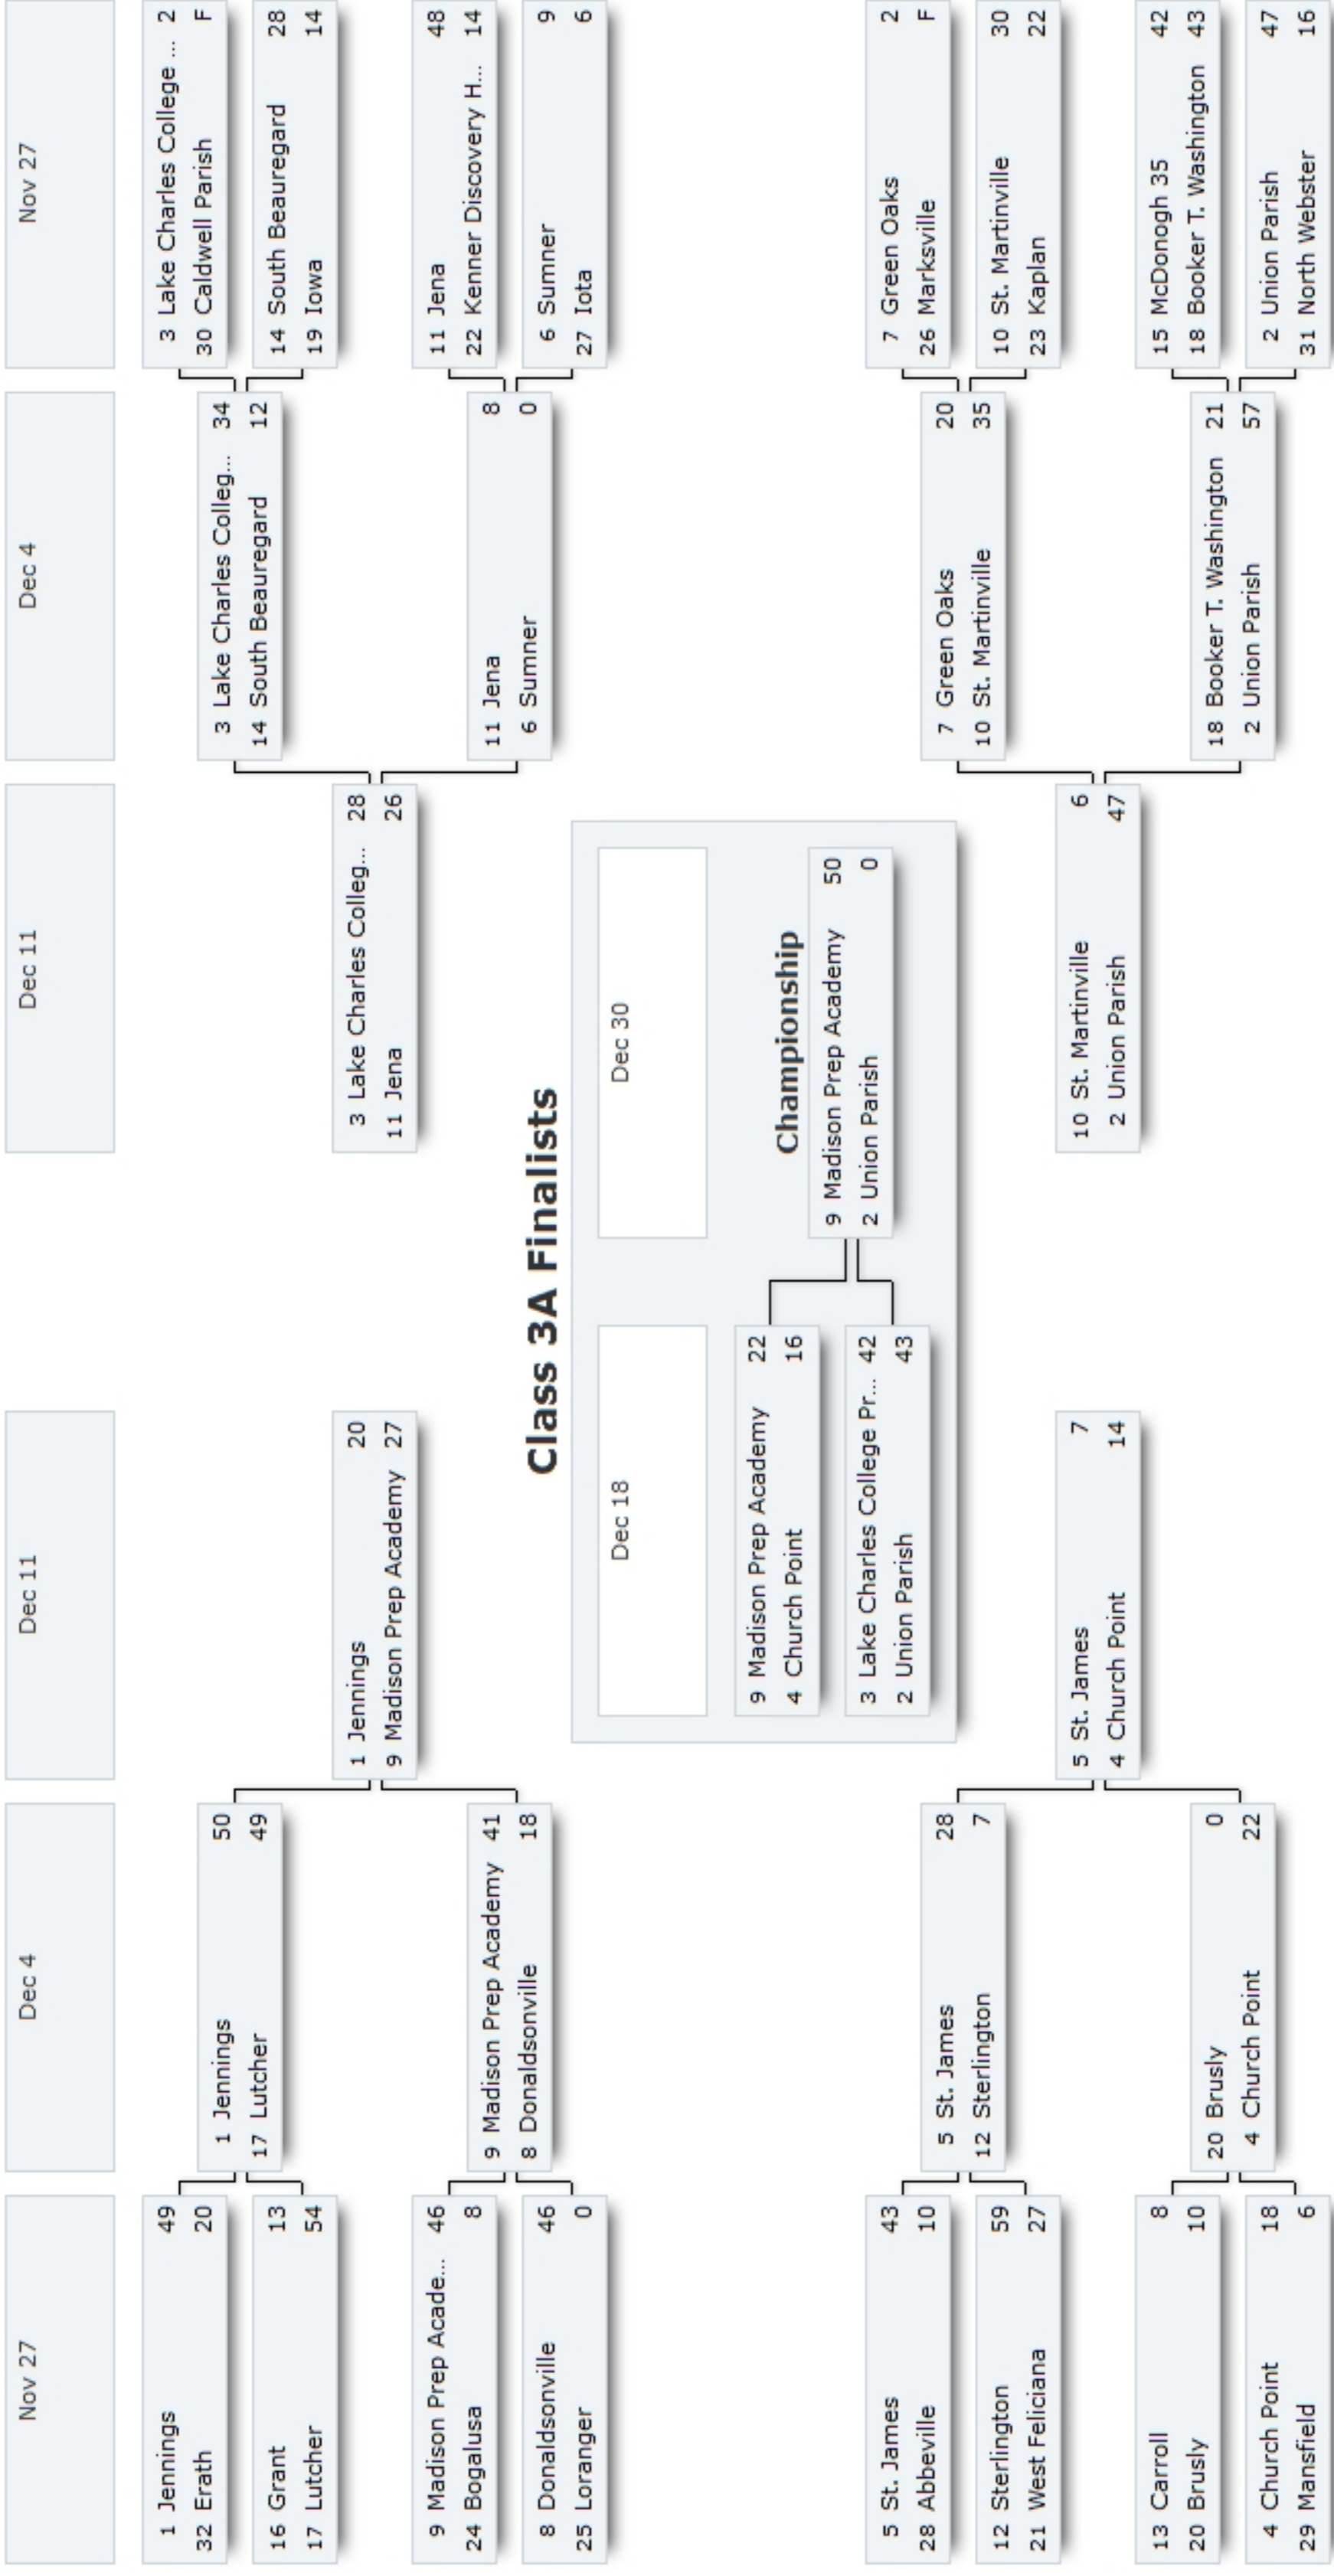 Nov 27
Dec 4
Dec 11
Dec 11
Dec 4
Nov 27
1 Jennings 49
32 Erath 20
16 Grant 13
17 Lutcher 54
9 Madison Prep Acade... 46
24 Bogalusa 8
8 Donaldsonville 46
25 Loranger 0
5 St. James 43
28 Abbeville 10
12 Sterlington 59
21 West Feliciana 27
13 Carroll 8
20 Brusly 10
4 Church Point 18
29 Mansfield 6
1 Jennings 50
17 Lutcher 49
9 Madison Prep Academy 41
8 Donaldsonville 18
5 St. James 28
12 Sterlington 7
20 Brusly 0
4 Church Point 22
1 Jennings 20
9 Madison Prep Academy 27
5 St. James 7
4 Church Point 14
Class 3A Finalists
Dec 18
Dec 30
9 Madison Prep Academy 22
4 Church Point 16
3 Lake Charles College Pr... 42
2 Union Parish 43
Championship
9 Madison Prep Academy 50
2 Union Parish 0
3 Lake Charles Colleg... 28
11 Jena 26
10 St. Martinville 6
2 Union Parish 47
3 Lake Charles Colleg... 34
14 South Beauregard 12
11 Jena 8
6 Sumner 0
7 Green Oaks 20
10 St. Martinville 35
18 Booker T. Washington 21
2 Union Parish 57
3 Lake Charles College ... 2
30 Caldwell Parish F
14 South Beauregard 28
19 Iowa 14
11 Jena 48
22 Kenner Discovery H... 14
6 Sumner 9
27 Iota 6
7 Green Oaks 2
26 Marksville F
10 St. Martinville 30
23 Kaplan 22
15 McDonogh 35 42
18 Booker T. Washington 43
2 Union Parish 47
31 North Webster 16